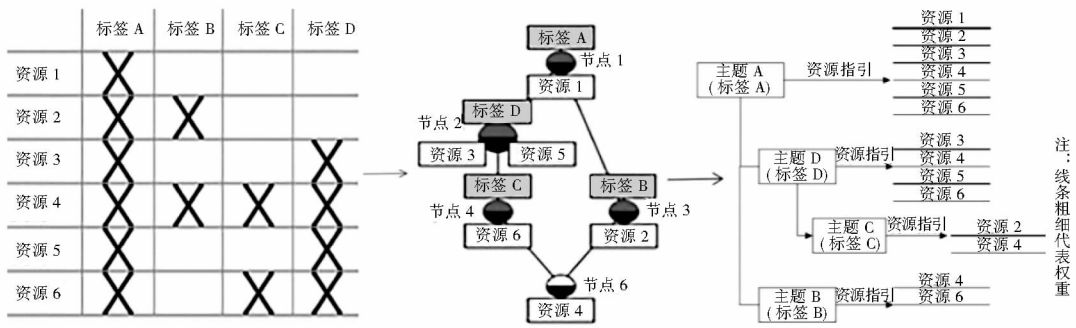 标签 A 标签 B 标签 C 标签 D
资源 1
资源 2
资源 3
资源 4
资源 5
资源 6
标签 A
节点 1
资源 1
标签 D
节点 2
资源 3 资源 5
标签 C 标签 B
节点 4 节点 3
资源 6 资源 2
节点 6
资源 4
主题 A
(标签 A)
资源指引
资源 1
资源 2
资源 3
资源 4
资源 5
资源 6
主题 D
(标签 D)
资源指引
资源 3
资源 4
资源 5
资源 6
主题 C
(标签 C)
资源指引
资源 2
资源 4
主题 B
(标签 B)
资源指引
资源 4
资源 6
注：线条粗细代表权重